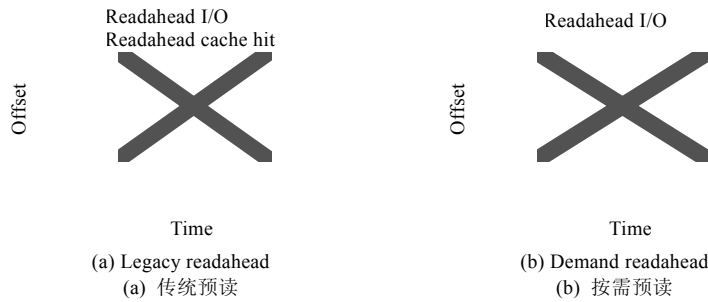 Readahead I/O
Readahead cache hit
Offset
Time
(a) Legacy readahead
(a) 传统预读
Readahead I/O
Offset
Time
(b) Demand readahead
(b) 按需预读